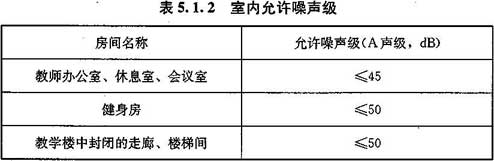 表 5.1.2 室内允许噪声级
房间名称 允许噪声级(A声级，dB)
教师办公室、休息室、会议室 ≤45
健身房 ≤50
教学楼中封闭的走廊、楼梯间 ≤50